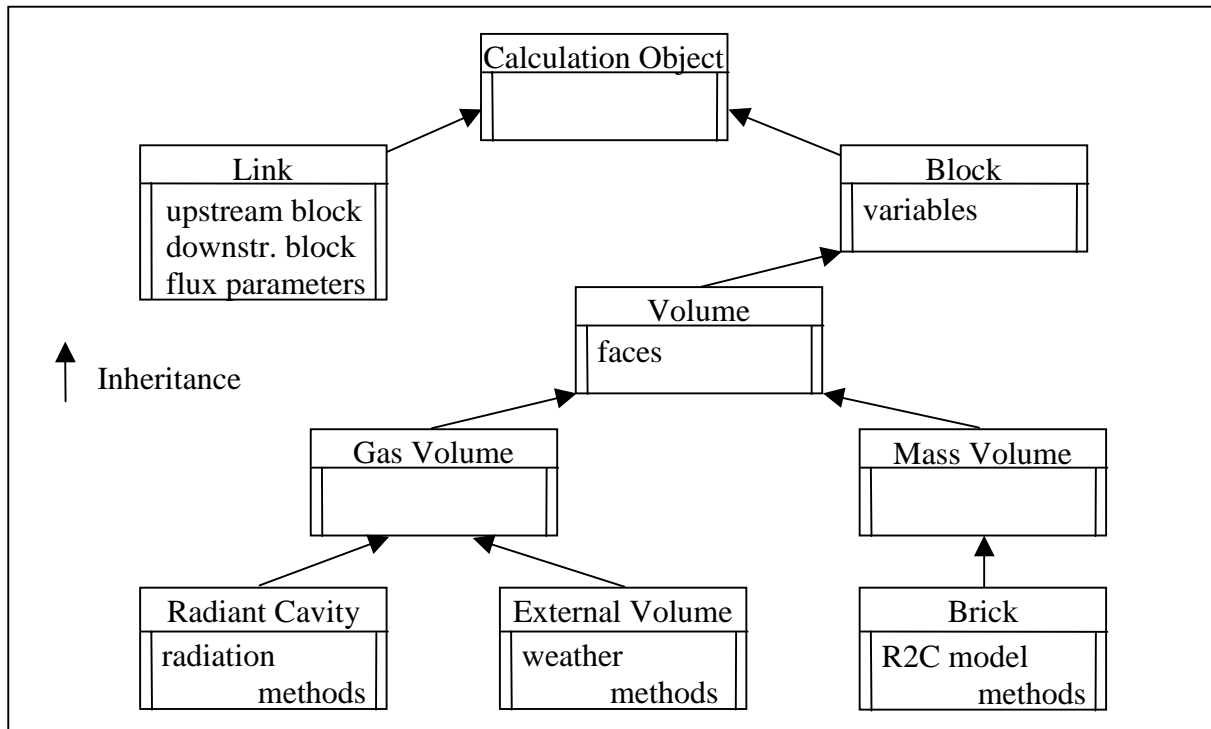 Calculation Object
Link
upstream block
downstr. block
flux parameters
Block
variables
Volume
faces
Inheritance
Gas Volume
Mass Volume
Radiant Cavity
radiation
methods
External Volume
weather
methods
Brick
R2C model
methods